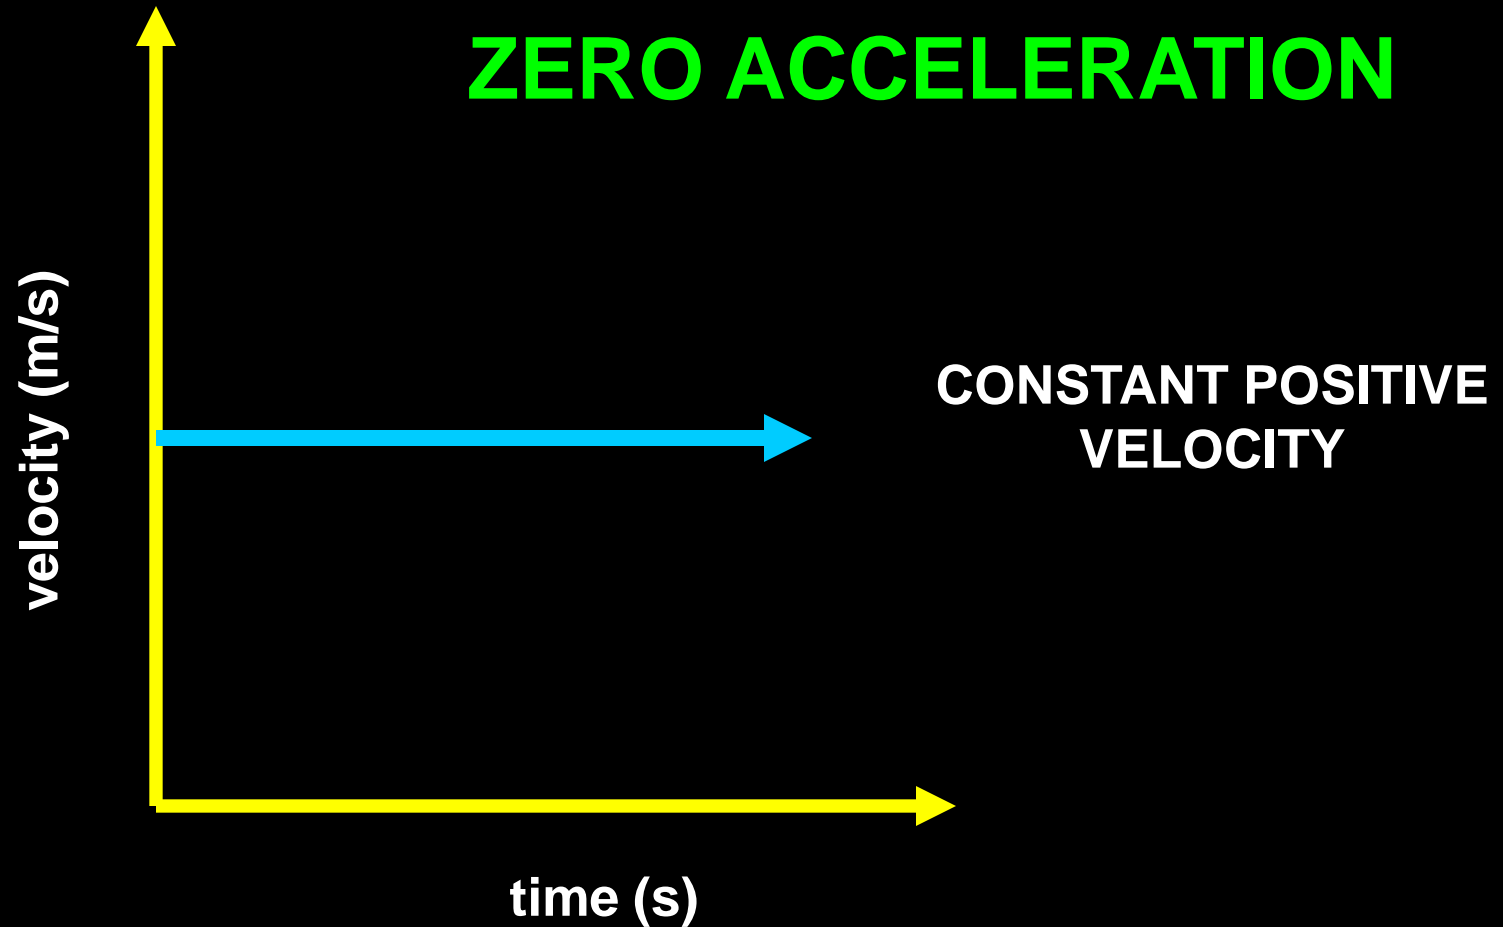 ZERO ACCELERATION
velocity (m/s)
CONSTANT POSITIVE
VELOCITY
time (s)